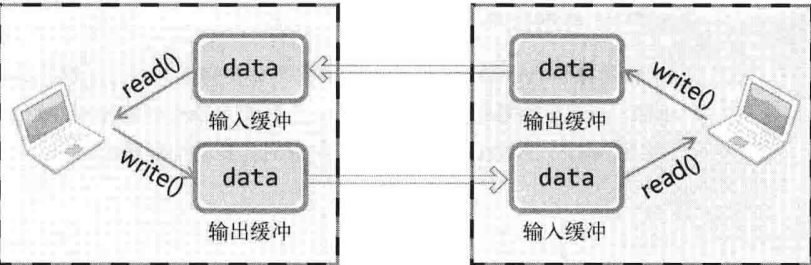 read()
data
输入缓冲
write()
data
输出缓冲
data
输出缓冲
write()
data
输入缓冲
read()